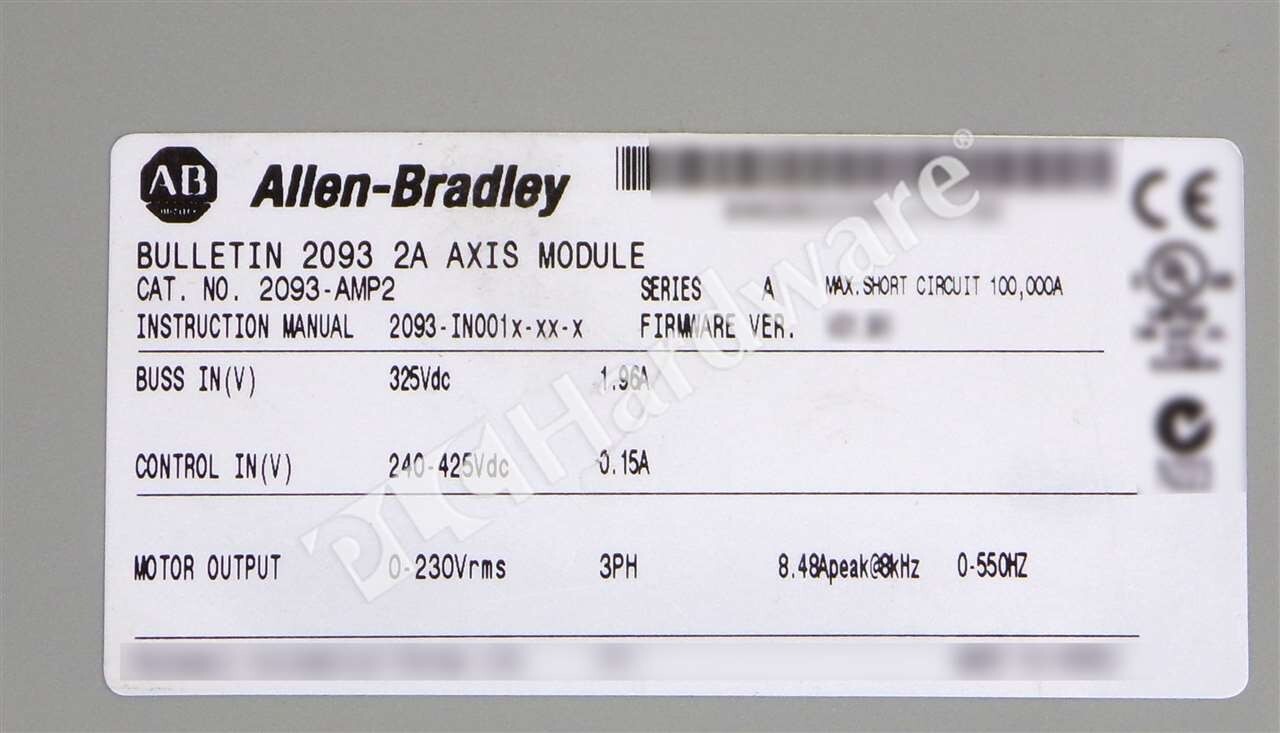 AB
Allen-Bradley
BULLETIN 2093 2A AXIS MODULE
CAT. NO. 2093-AMP2 SERIES A MAX.SHORT CIRCUIT 100,000A
INSTRUCTION MANUAL 2093-IN001x-xx-x FIRMWARE VER.
BUSS IN(V) 325Vdc 1.96A
CONTROL IN(V) 240-425Vdc 0.15A
MOTOR OUTPUT 0-230Vrms 3PH 8.48Apeak@8kHz 0-550HZ
PLCHardware®
CE